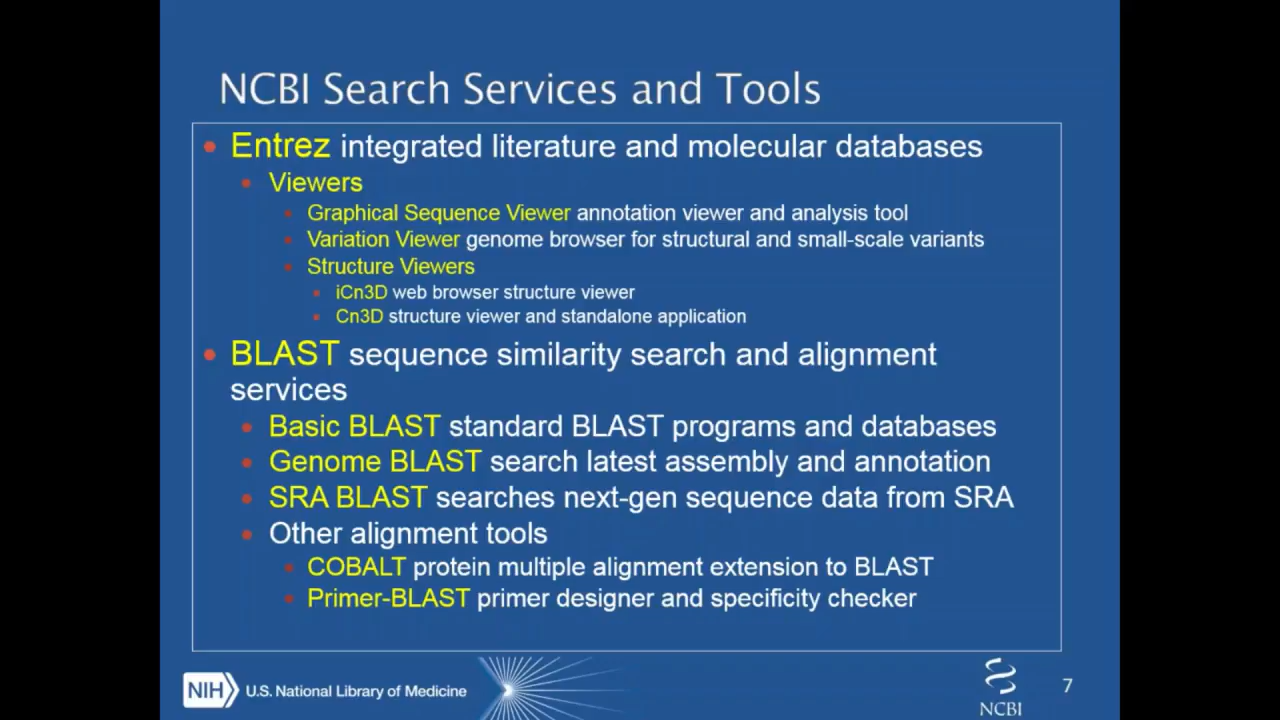 NCBI Search Services and Tools
Entrez integrated literature and molecular databases
Viewers
Graphical Sequence Viewer annotation viewer and analysis tool
Variation Viewer genome browser for structural and small-scale variants
Structure Viewers
iCn3D web browser structure viewer
Cn3D structure viewer and standalone application
BLAST sequence similarity search and alignment
services
Basic BLAST standard BLAST programs and databases
Genome BLAST search latest assembly and annotation
SRA BLAST searches next-gen sequence data from SRA
Other alignment tools
COBALT protein multiple alignment extension to BLAST
Primer-BLAST primer designer and specificity checker
NIH U.S. National Library of Medicine
NCBI
7